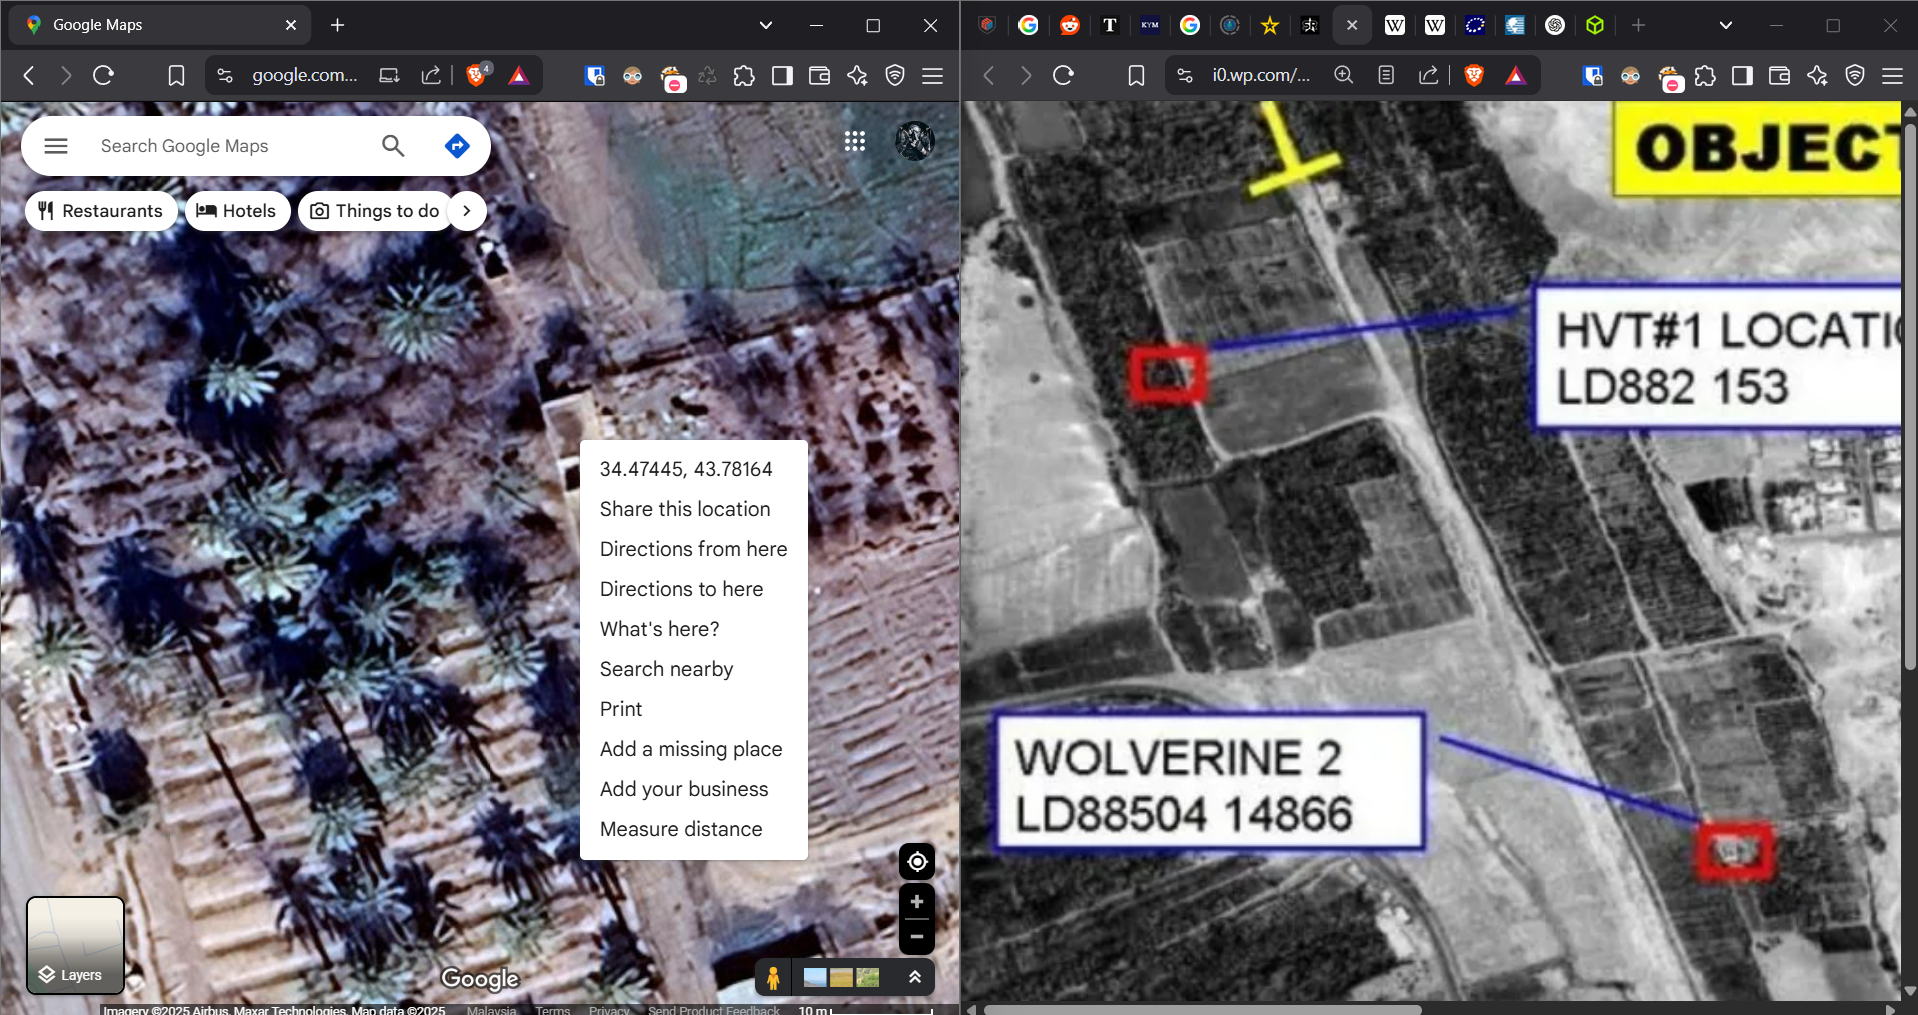 Google Maps
google.com...
4
Search Google Maps
Restaurants
Hotels
Things to do
34.47445, 43.78164
Share this location
Directions from here
Directions to here
What's here?
Search nearby
Print
Add a missing place
Add your business
Measure distance
Layers
Google
Imagery ©2025 Airbus, Maxar Technologies, Map data ©2025 Malaysia Terms Privacy Send Product Feedback 10 m
T
KYM
W
W
i0.wp.com/...
OBJECT
HVT#1 LOCATIO
LD882 153
WOLVERINE 2
LD88504 14866